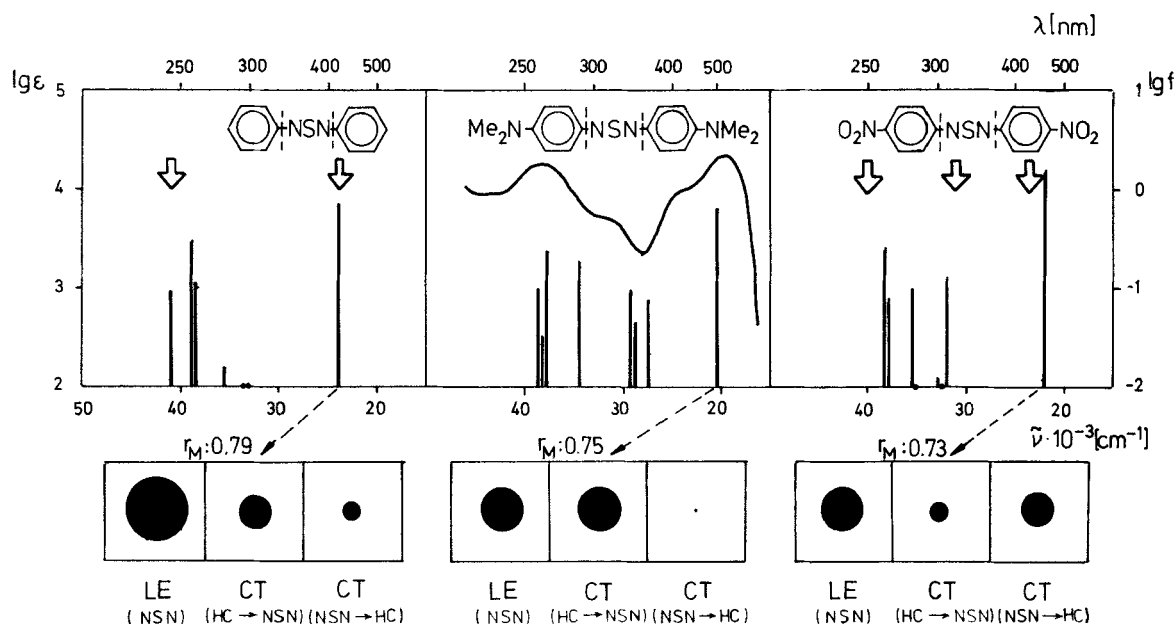 λ[nm]
250 300 400 500 250 300 400 500 250 300 400 500
lgε 5 1 lgf
NSN Me₂N NSN NMe₂ O₂N NSN NO₂
4 0
3 -1
2 -2
50 40 30 20 40 30 20 40 30 20
r_M:0.79 r_M:0.75 r_M:0.73 ν̃·10⁻³[cm⁻¹]
LE CT CT LE CT CT LE CT CT
(NSN) (HC → NSN) (NSN → HC) (NSN) (HC → NSN) (NSN → HC) (NSN) (HC → NSN) (NSN → HC)